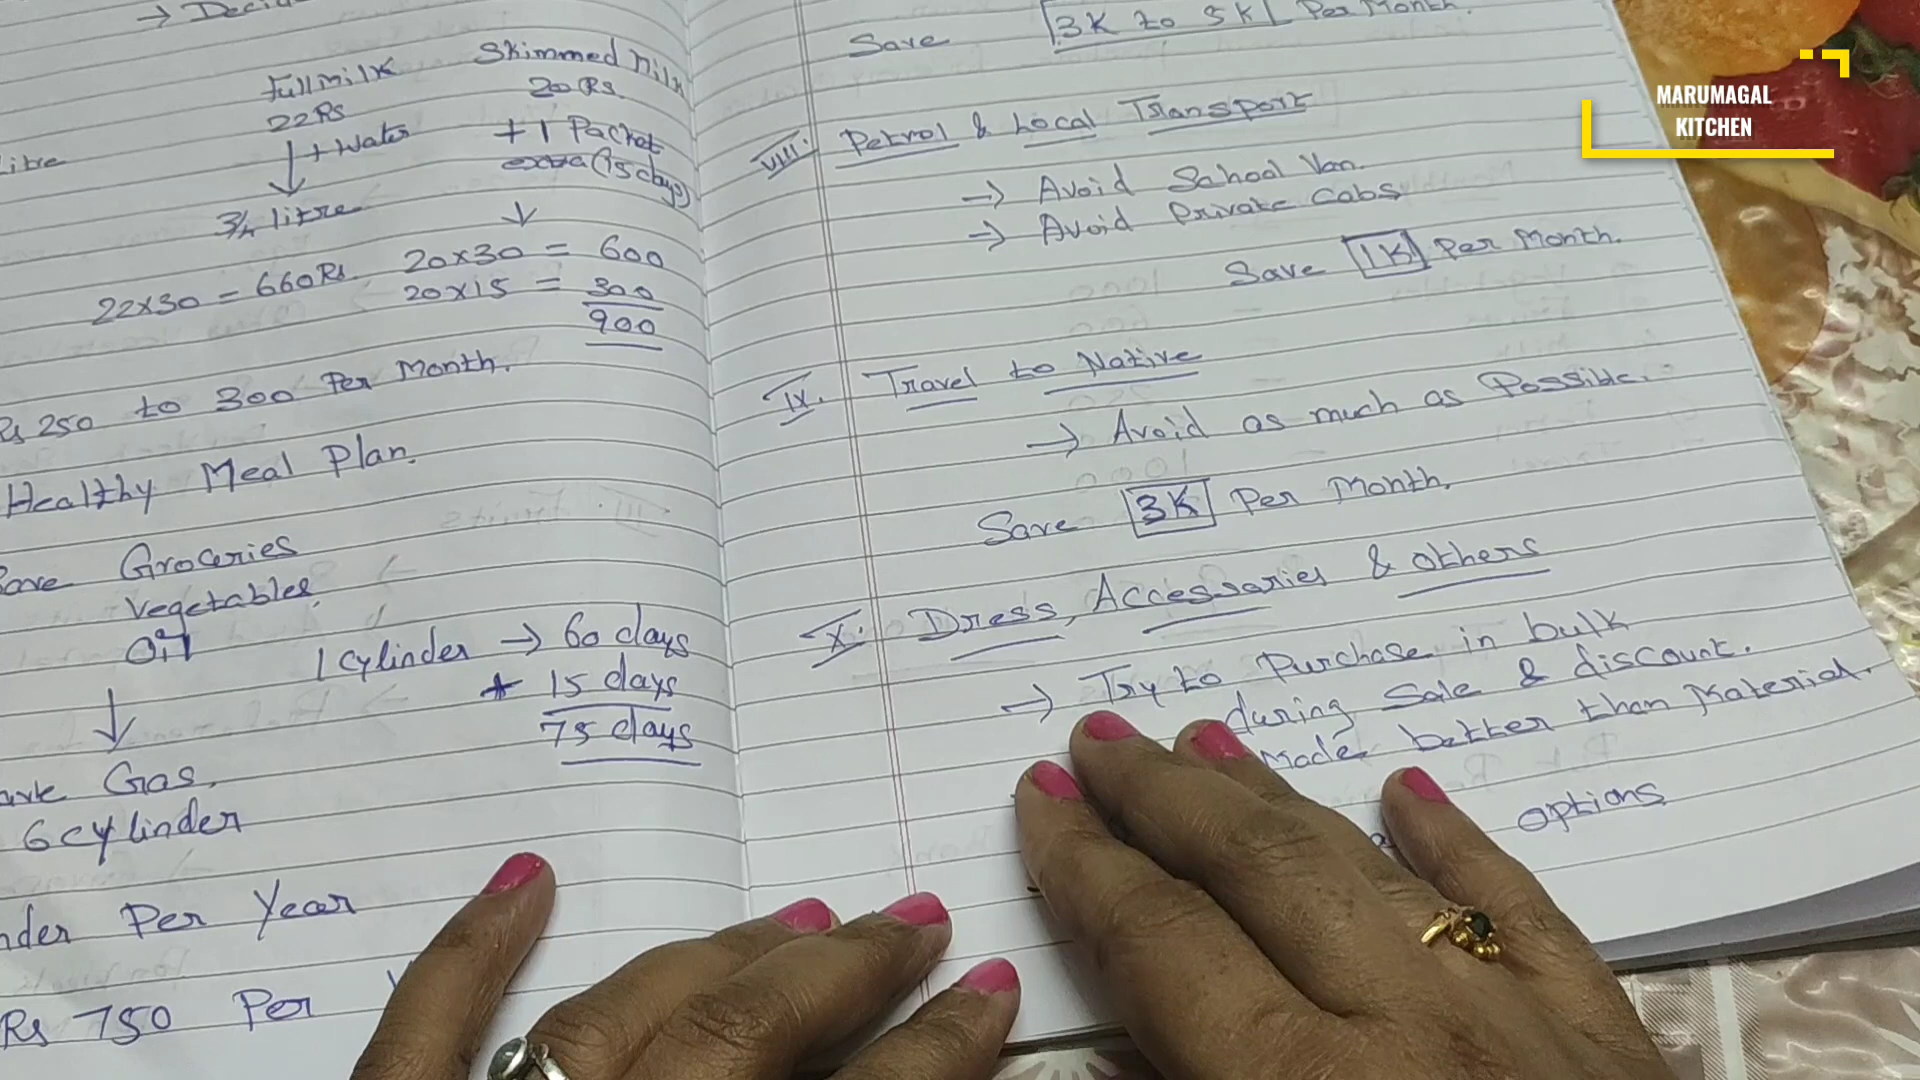 →
Full milk
22 Rs
↓ + Water
3/4 litre
22x30 = 660 Rs.
Skimmed Milk
20 Rs.
+ 1 Packet
extra (15 days)
↓
20x30 = 600
20x15 = 300
900
Rs 250 to 300 Per Month.
Healthy Meal Plan.
Groceries
Vegetables
Oil
↓
Gas.
6 cylinder
1 Cylinder → 60 days
+ 15 days
75 days
Per Year
Rs 750 Per
Save 3K to 5K Per Month.
VIII. Petrol & Local Transport
→ Avoid School Van.
→ Avoid Private Cabs
Save 1K Per Month.
IX. Travel to Native
→ Avoid as much as Possible.
Save 3K Per Month.
X. Dress, Accessories & Others
→ Try to Purchase in bulk
during Sale & discount.
Made better than Material.
options
MARUMAGAL
KITCHEN